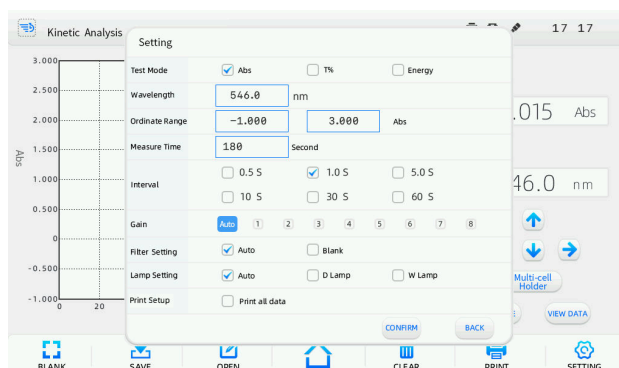 Kinetic Analysis
17 17
Setting
Test Mode Abs T% Energy
Wavelength 546.0 nm
Ordinate Range -1.000 3.000 Abs
Measure Time 180 Second
Interval 0.5 S 1.0 S 5.0 S
10 S 30 S 60 S
Gain Auto 1 2 3 4 5 6 7 8
Filter Setting Auto Blank
Lamp Setting Auto D Lamp W Lamp
Print Setup Print all data
CONFIRM BACK
3.000
2.500
2.000
1.500
1.000
0.500
0
-0.500
-1.000
Abs
0 20
.015 Abs
46.0 nm
Multi-cell
Holder
E VIEW DATA
BLANK SAVE OPEN CLEAR PRINT SETTING